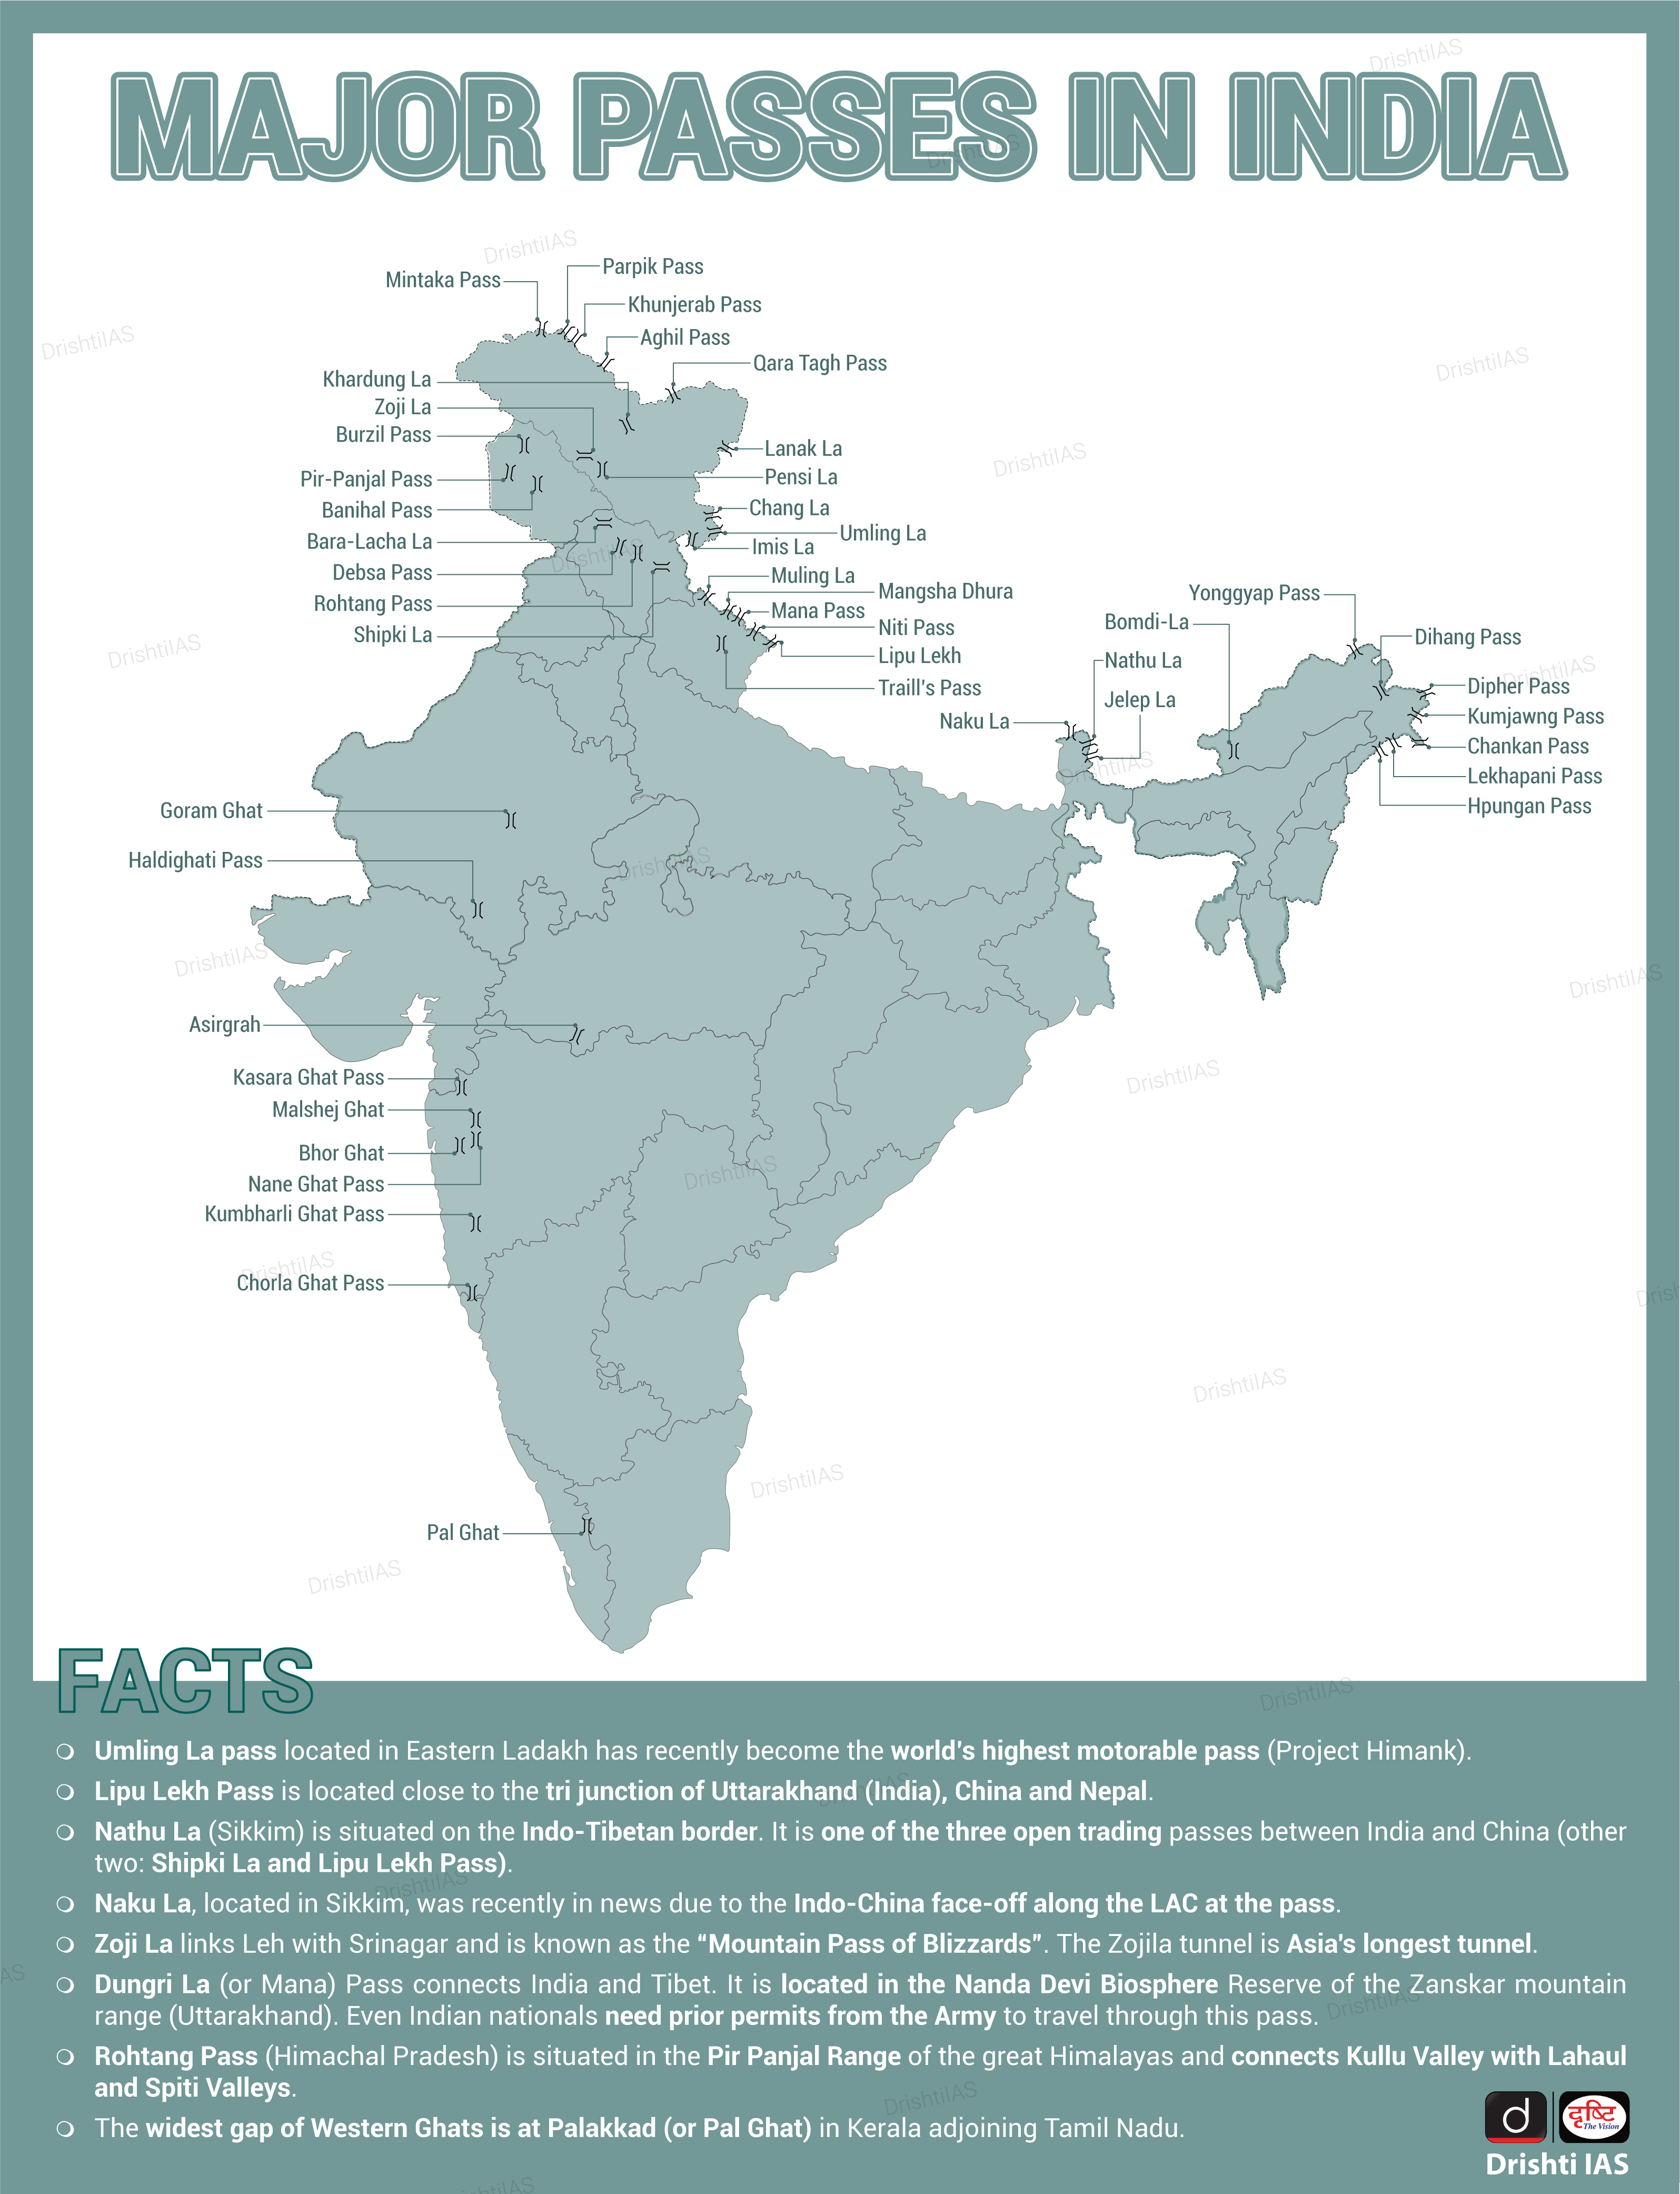 MAJOR PASSES IN INDIA
Parpik Pass
Mintaka Pass
Khunjerab Pass
Aghil Pass
Qara Tagh Pass
Khardung La
Zoji La
Burzil Pass
Pir-Panjal Pass
Banihal Pass
Bara-Lacha La
Debsa Pass
Rohtang Pass
Shipki La
Lanak La
Pensi La
Chang La
Umling La
Imis La
Muling La
Mangsha Dhura
Mana Pass
Niti Pass
Lipu Lekh
Traill's Pass
Yonggyap Pass
Bomdi-La
Nathu La
Jelep La
Naku La
Dihang Pass
Dipher Pass
Kumjawng Pass
Chankan Pass
Lekhapani Pass
Hpungan Pass
Goram Ghat
Haldighati Pass
Asirgrah
Kasara Ghat Pass
Malshej Ghat
Bhor Ghat
Nane Ghat Pass
Kumbharli Ghat Pass
Chorla Ghat Pass
Pal Ghat
FACTS
Umling La pass located in Eastern Ladakh has recently become the world's highest motorable pass (Project Himank).
Lipu Lekh Pass is located close to the tri junction of Uttarakhand (India), China and Nepal.
Nathu La (Sikkim) is situated on the Indo-Tibetan border. It is one of the three open trading passes between India and China (other
two: Shipki La and Lipu Lekh Pass).
Naku La, located in Sikkim, was recently in news due to the Indo-China face-off along the LAC at the pass.
Zoji La links Leh with Srinagar and is known as the “Mountain Pass of Blizzards”. The Zojila tunnel is Asia's longest tunnel.
Dungri La (or Mana) Pass connects India and Tibet. It is located in the Nanda Devi Biosphere Reserve of the Zanskar mountain
range (Uttarakhand). Even Indian nationals need prior permits from the Army to travel through this pass.
Rohtang Pass (Himachal Pradesh) is situated in the Pir Panjal Range of the great Himalayas and connects Kullu Valley with Lahaul
and Spiti Valleys.
The widest gap of Western Ghats is at Palakkad (or Pal Ghat) in Kerala adjoining Tamil Nadu.
d
दृष्टि
The Vision
Drishti IAS
DrishtiIAS